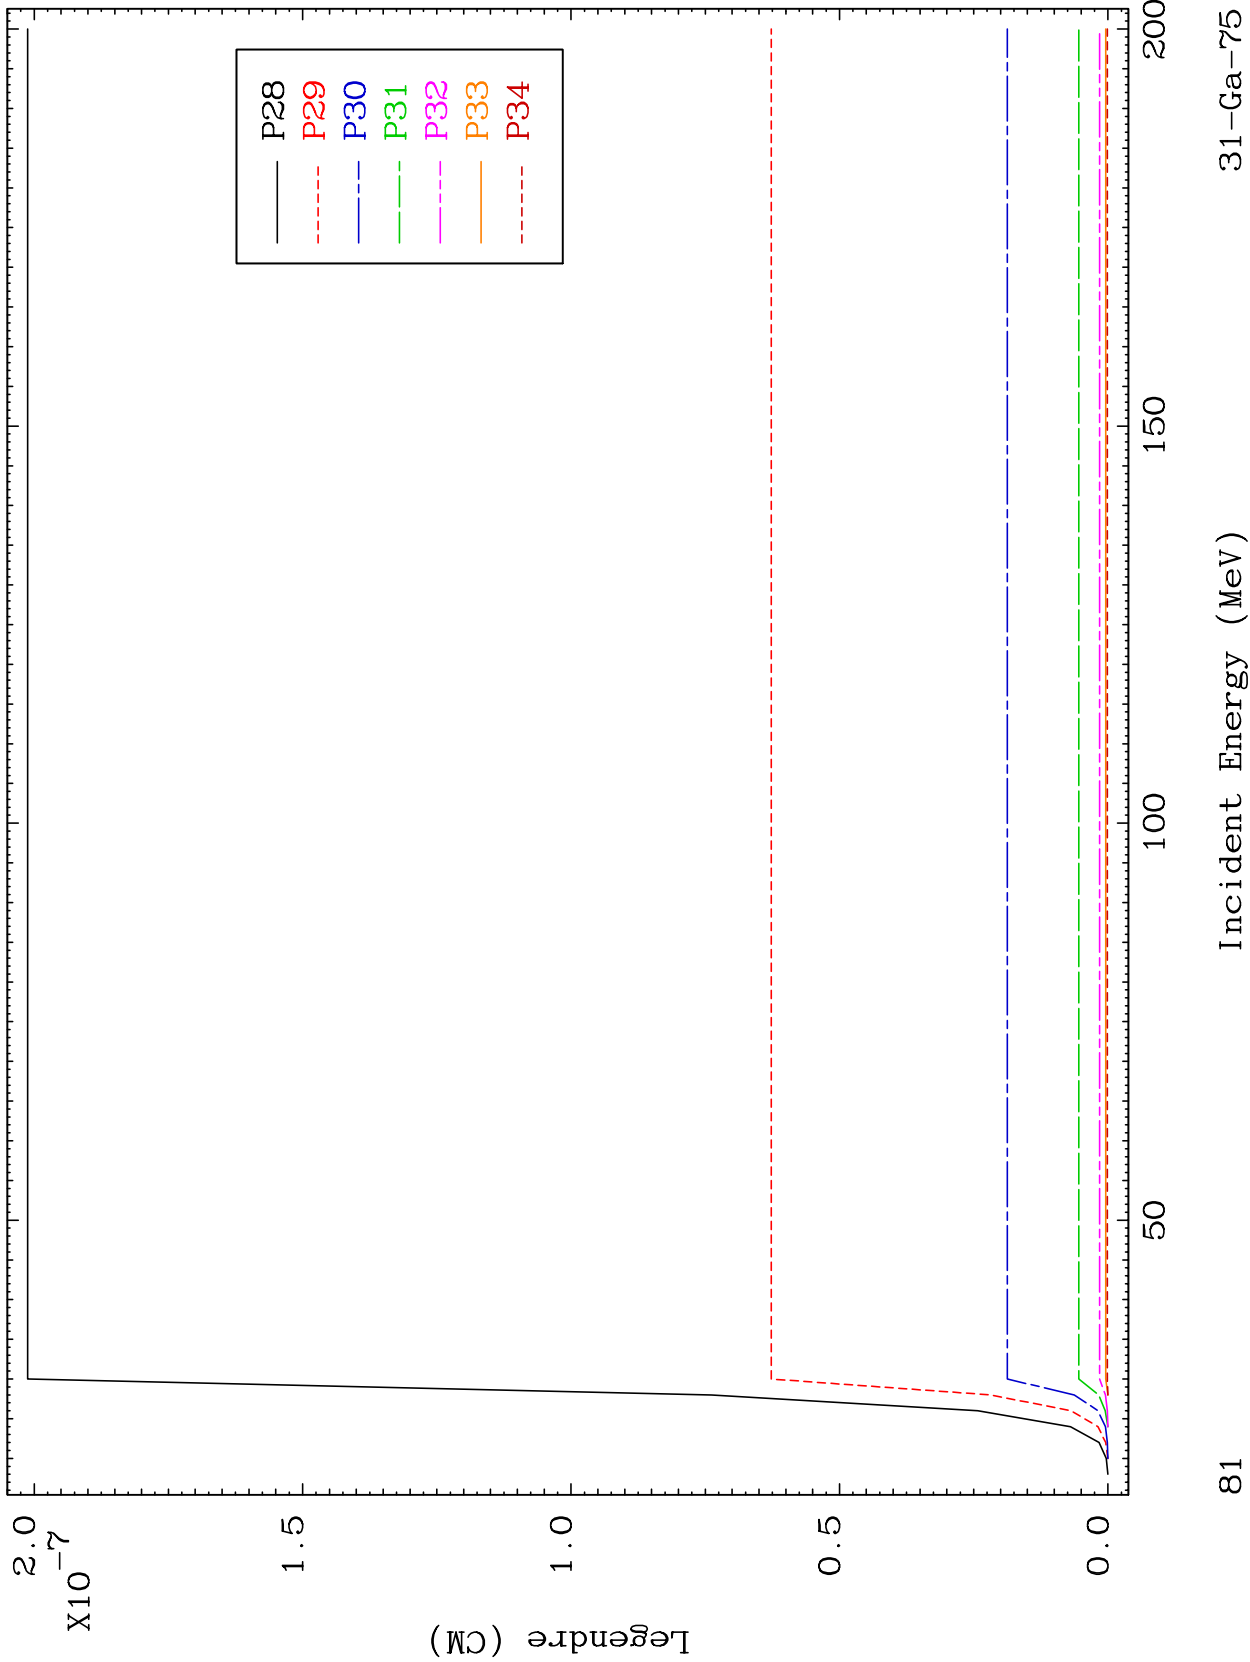 P28
P29
P30
P31
P32
P33
P34
2.0
X10-7
1.5
1.0
0.5
0.0
Legendre (CM)
50
100
150
200
81
Incident Energy (MeV)
31-Ga-75